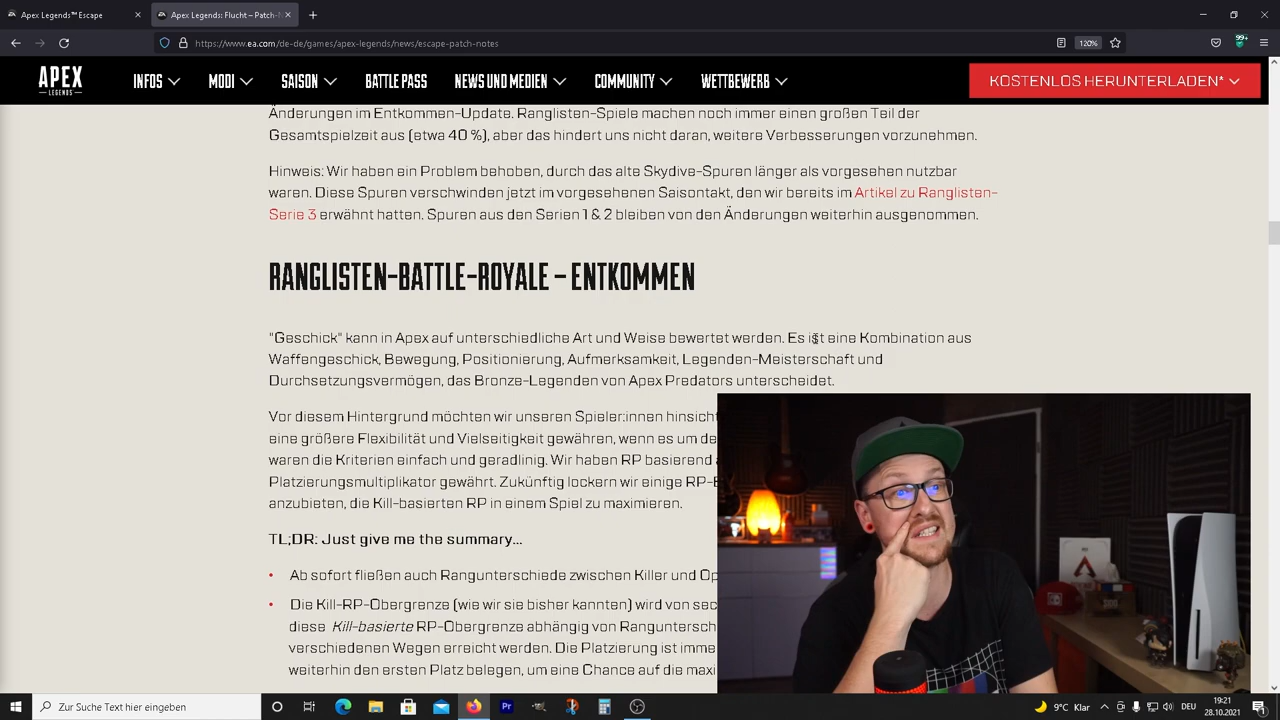 Apex Legends™ Escape
Apex Legends: Flucht – Patch-N
https://www.ea.com/de-de/games/apex-legends/news/escape-patch-notes
120%
99+
APEX
LEGENDS
INFOS
MODI
SAISON
BATTLE PASS
NEWS UND MEDIEN
COMMUNITY
WETTBEWERB
KOSTENLOS HERUNTERLADEN*
Änderungen im Entkommen-Update. Ranglisten-Spiele machen noch immer einen großen Teil der
Gesamtspielzeit aus (etwa 40 %), aber das hindert uns nicht daran, weitere Verbesserungen vorzunehmen.
Hinweis: Wir haben ein Problem behoben, durch das alte Skydive-Spuren länger als vorgesehen nutzbar
waren. Diese Spuren verschwinden jetzt im vorgesehenen Saisontakt, den wir bereits im Artikel zu Ranglisten-
Serie 3 erwähnt hatten. Spuren aus den Serien 1 & 2 bleiben von den Änderungen weiterhin ausgenommen.
RANGLISTEN-BATTLE-ROYALE – ENTKOMMEN
"Geschick" kann in Apex auf unterschiedliche Art und Weise bewertet werden. Es ist eine Kombination aus
Waffengeschick, Bewegung, Positionierung, Aufmerksamkeit, Legenden-Meisterschaft und
Durchsetzungsvermögen, das Bronze-Legenden von Apex Predators unterscheidet.
Vor diesem Hintergrund möchten wir unseren Spieler:innen hinsicht
eine größere Flexibilität und Vielseitigkeit gewähren, wenn es um de
waren die Kriterien einfach und geradlinig. Wir haben RP basierend
Platzierungsmultiplikator gewährt. Zukünftig lockern wir einige RP-
anzubieten, die Kill-basierten RP in einem Spiel zu maximieren.
TL;DR: Just give me the summary...
Ab sofort fließen auch Rangunterschiede zwischen Killer und Op
Die Kill-RP-Obergrenze (wie wir sie bisher kannten) wird von sec
diese Kill-basierte RP-Obergrenze abhängig von Ranguntersch
verschiedenen Wegen erreicht werden. Die Platzierung ist imme
weiterhin den ersten Platz belegen, um eine Chance auf die maxi
Zur Suche Text hier eingeben
Pr
9°C Klar
DEU
19:21
28.10.2021
1